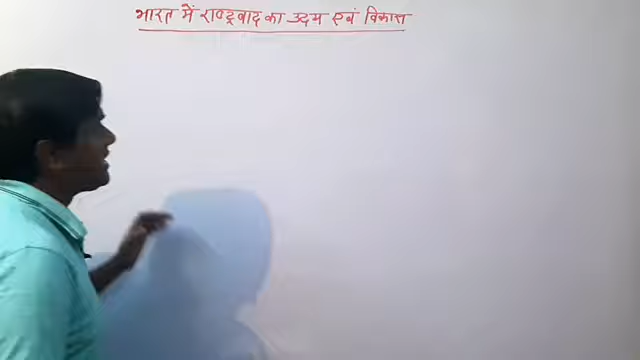 भारत में राष्ट्रवाद का उदय एवं विकास